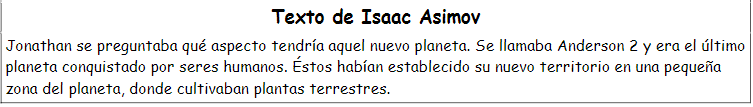 Texto de Isaac Asimov
Jonathan se preguntaba qué aspecto tendría aquel nuevo planeta. Se llamaba Anderson 2 y era el último
planeta conquistado por seres humanos. Éstos habían establecido su nuevo territorio en una pequeña
zona del planeta, donde cultivaban plantas terrestres.